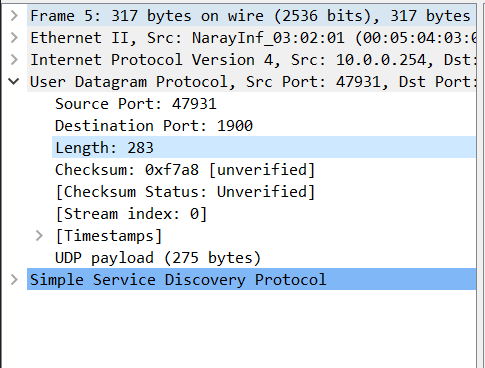 Frame 5: 317 bytes on wire (2536 bits), 317 bytes
Ethernet II, Src: NarayInf_03:02:01 (00:05:04:03:0
Internet Protocol Version 4, Src: 10.0.0.254, Dst:
User Datagram Protocol, Src Port: 47931, Dst Port:
Source Port: 47931
Destination Port: 1900
Length: 283
Checksum: 0xf7a8 [unverified]
[Checksum Status: Unverified]
[Stream index: 0]
[Timestamps]
UDP payload (275 bytes)
Simple Service Discovery Protocol